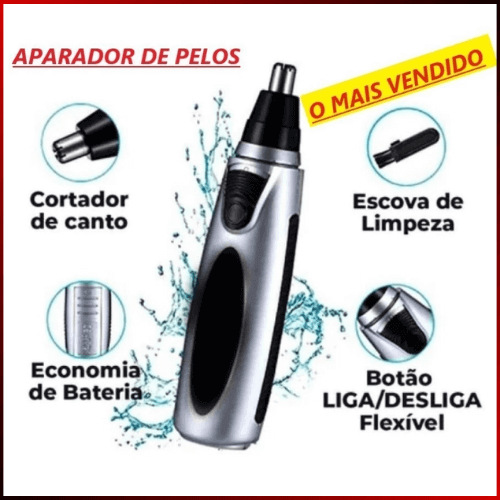 APARADOR DE PELOS
O MAIS VENDIDO
Cortador
de canto
Escova de
Limpeza
Economia
de Bateria
Botão
LIGA/DESLIGA
Flexível